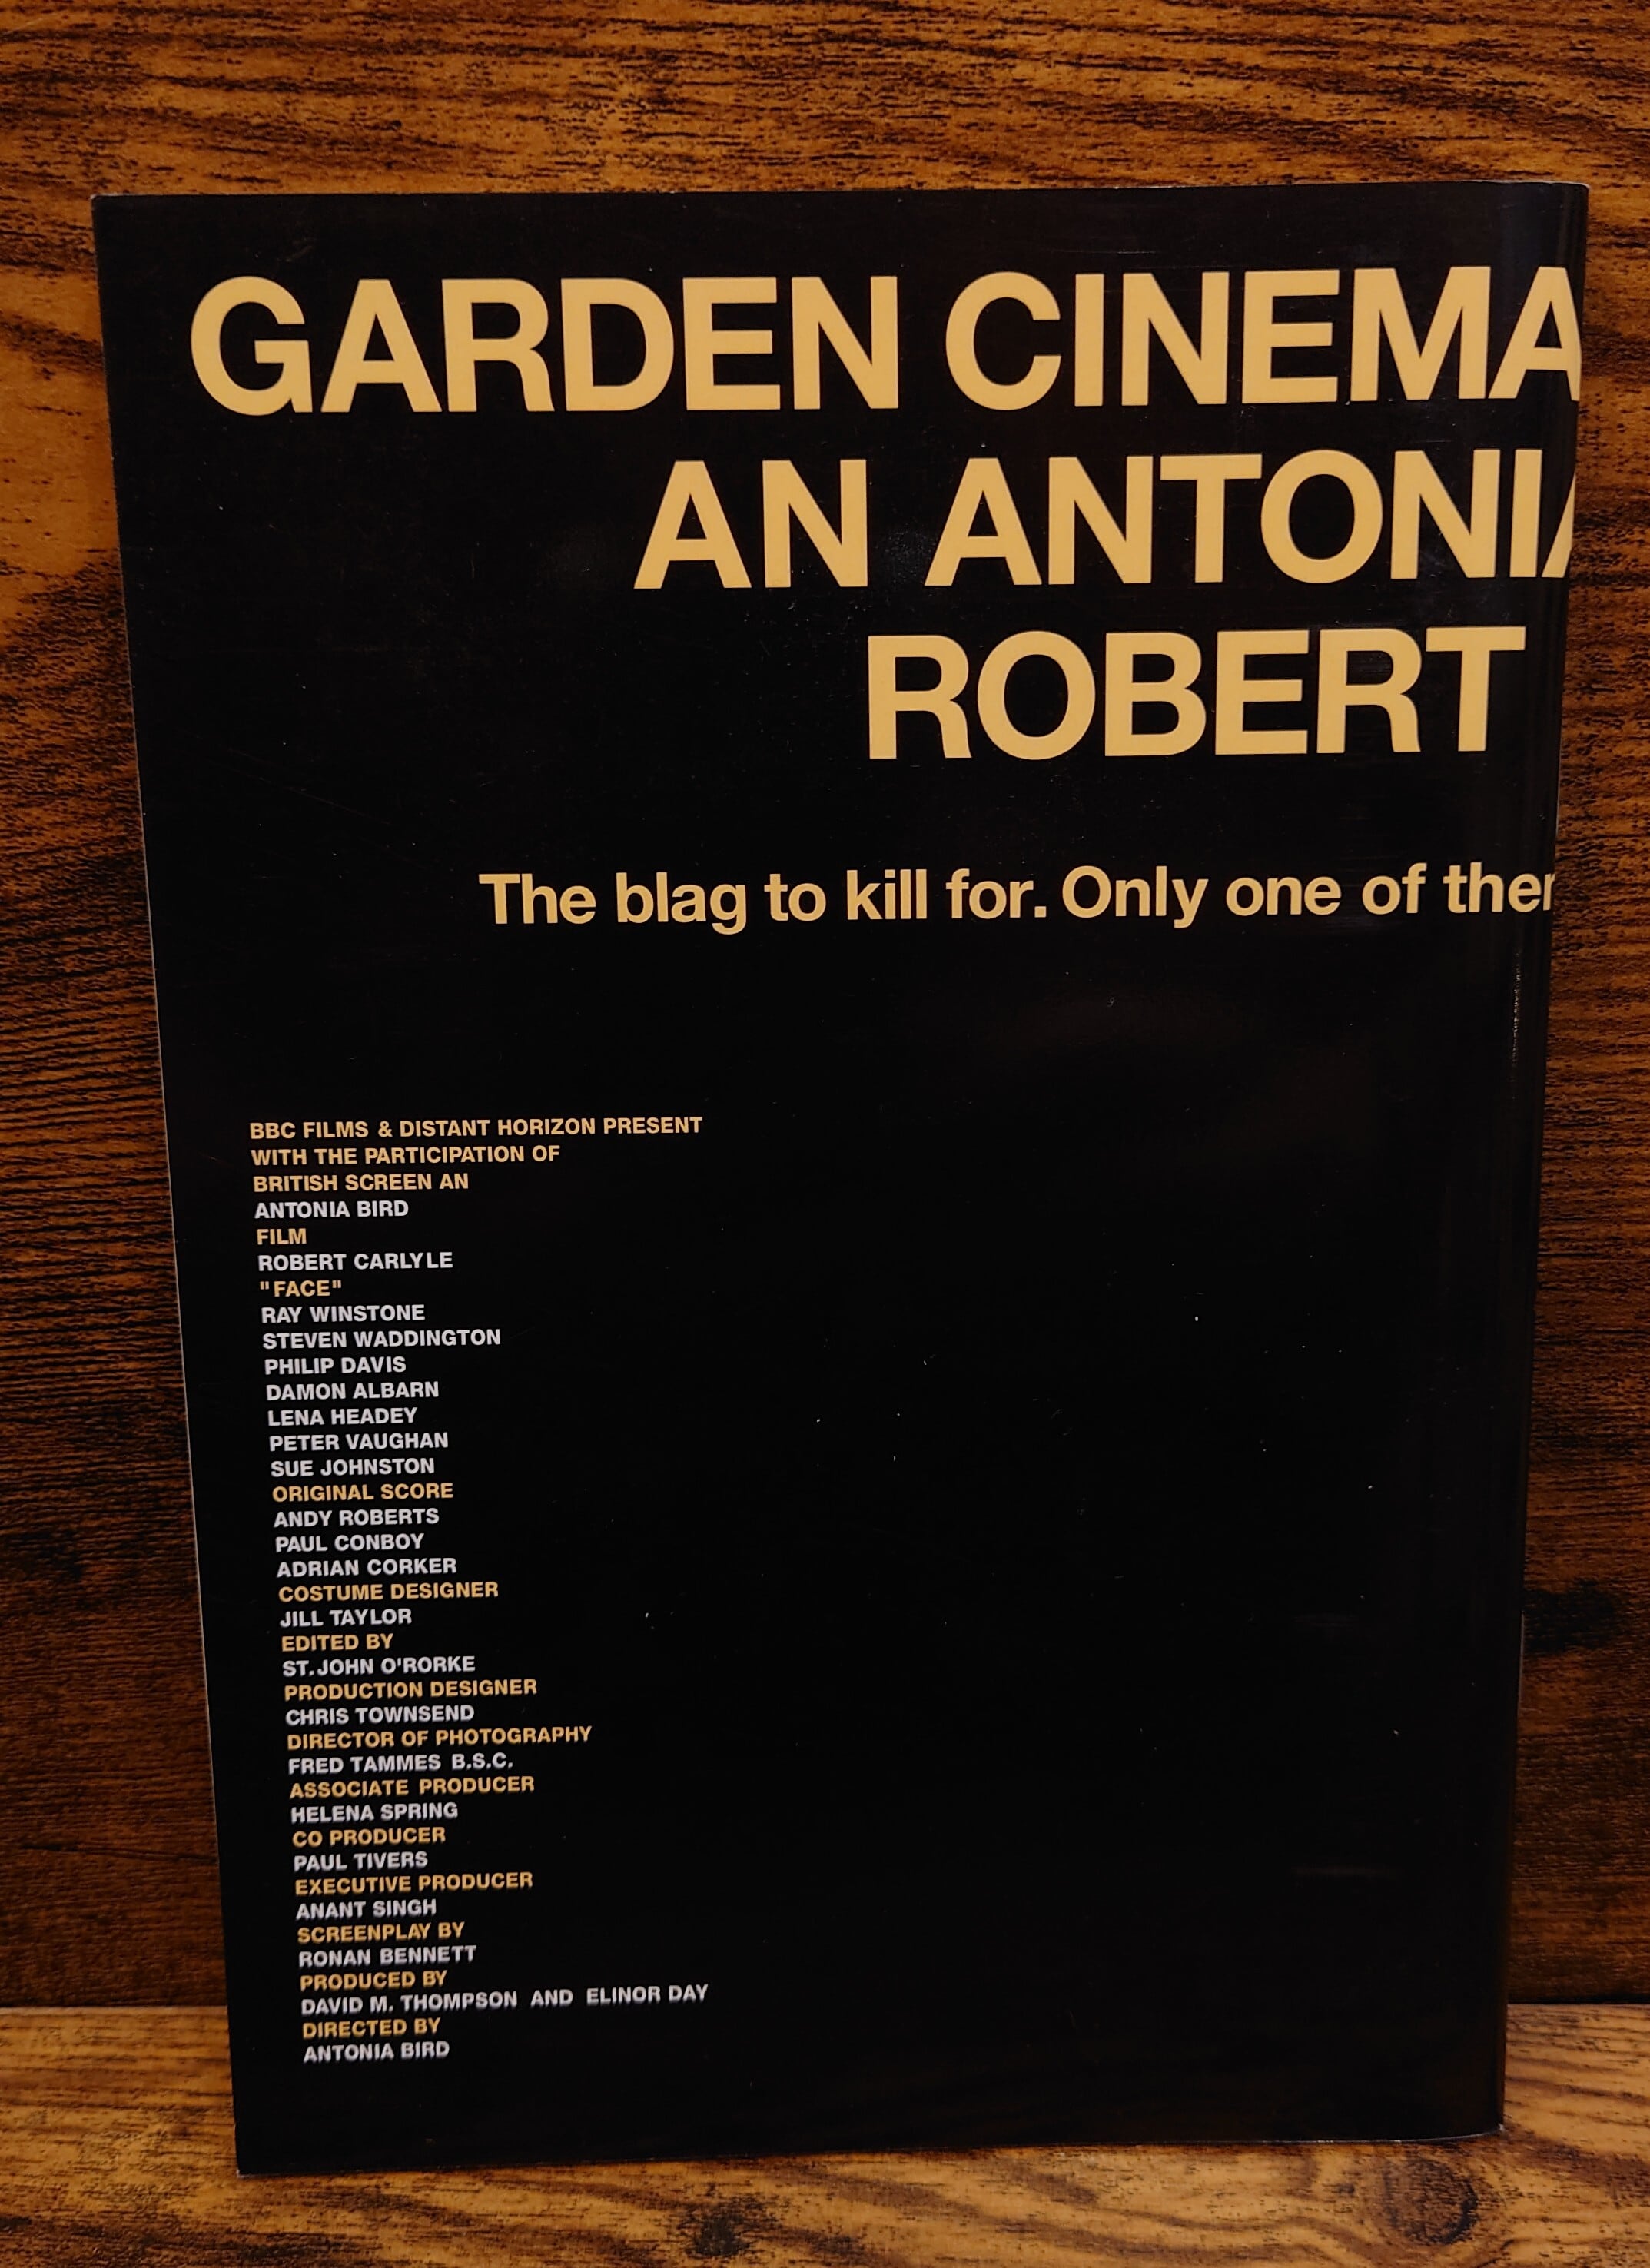 GARDEN CINEMA
AN ANTONIA
ROBERT
The blag to kill for. Only one of
BBC FILMS & DISTANT HORIZON PRESENT
WITH THE PARTICIPATION OF
BRITISH SCREEN AN
ANTONIA BIRD
FILM
ROBERT CARLYLE
"FACE"
RAY WINSTONE
STEVEN WADDINGTON
PHILIP DAVIS
DAMON ALBARN
LENA HEADEY
PETER VAUGHAN
SUE JOHNSTON
ORIGINAL SCORE
ANDY ROBERTS
PAUL CONBOY
ADRIAN CORKER
COSTUME DESIGNER
JILL TAYLOR
EDITED BY
ST.JOHN O'RORKE
PRODUCTION DESIGNER
CHRIS TOWNSEND
DIRECTOR OF PHOTOGRAPHY
FRED TAMMES B.S.C.
ASSOCIATE PRODUCER
HELENA SPRING
CO PRODUCER
PAUL TIVERS
EXECUTIVE PRODUCER
ANANT SINGH
SCREENPLAY BY
RONAN BENNETT
PRODUCED BY
DAVID M. THOMPSON AND ELINOR DAY
DIRECTED BY
ANTONIA BIRD